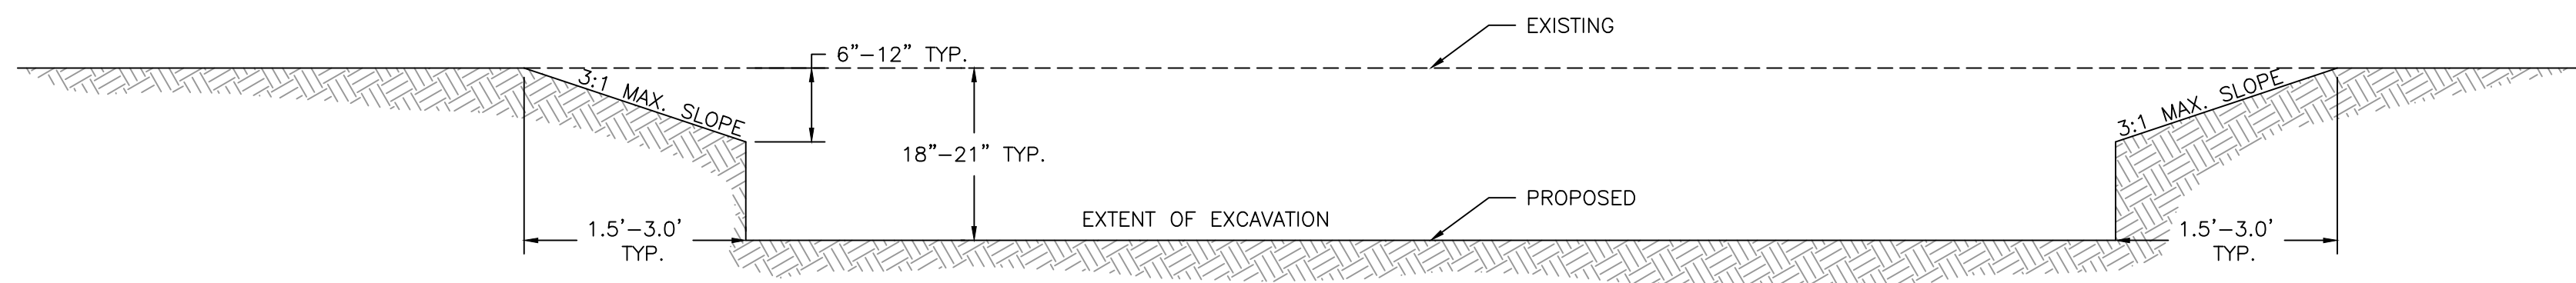 EXISTING
6”–12” TYP.
3:1 MAX. SLOPE
3:1 MAX. SLOPE
18”–21” TYP.
PROPOSED
EXTENT OF EXCAVATION
1.5’–3.0’
TYP.
1.5’–3.0’
TYP.